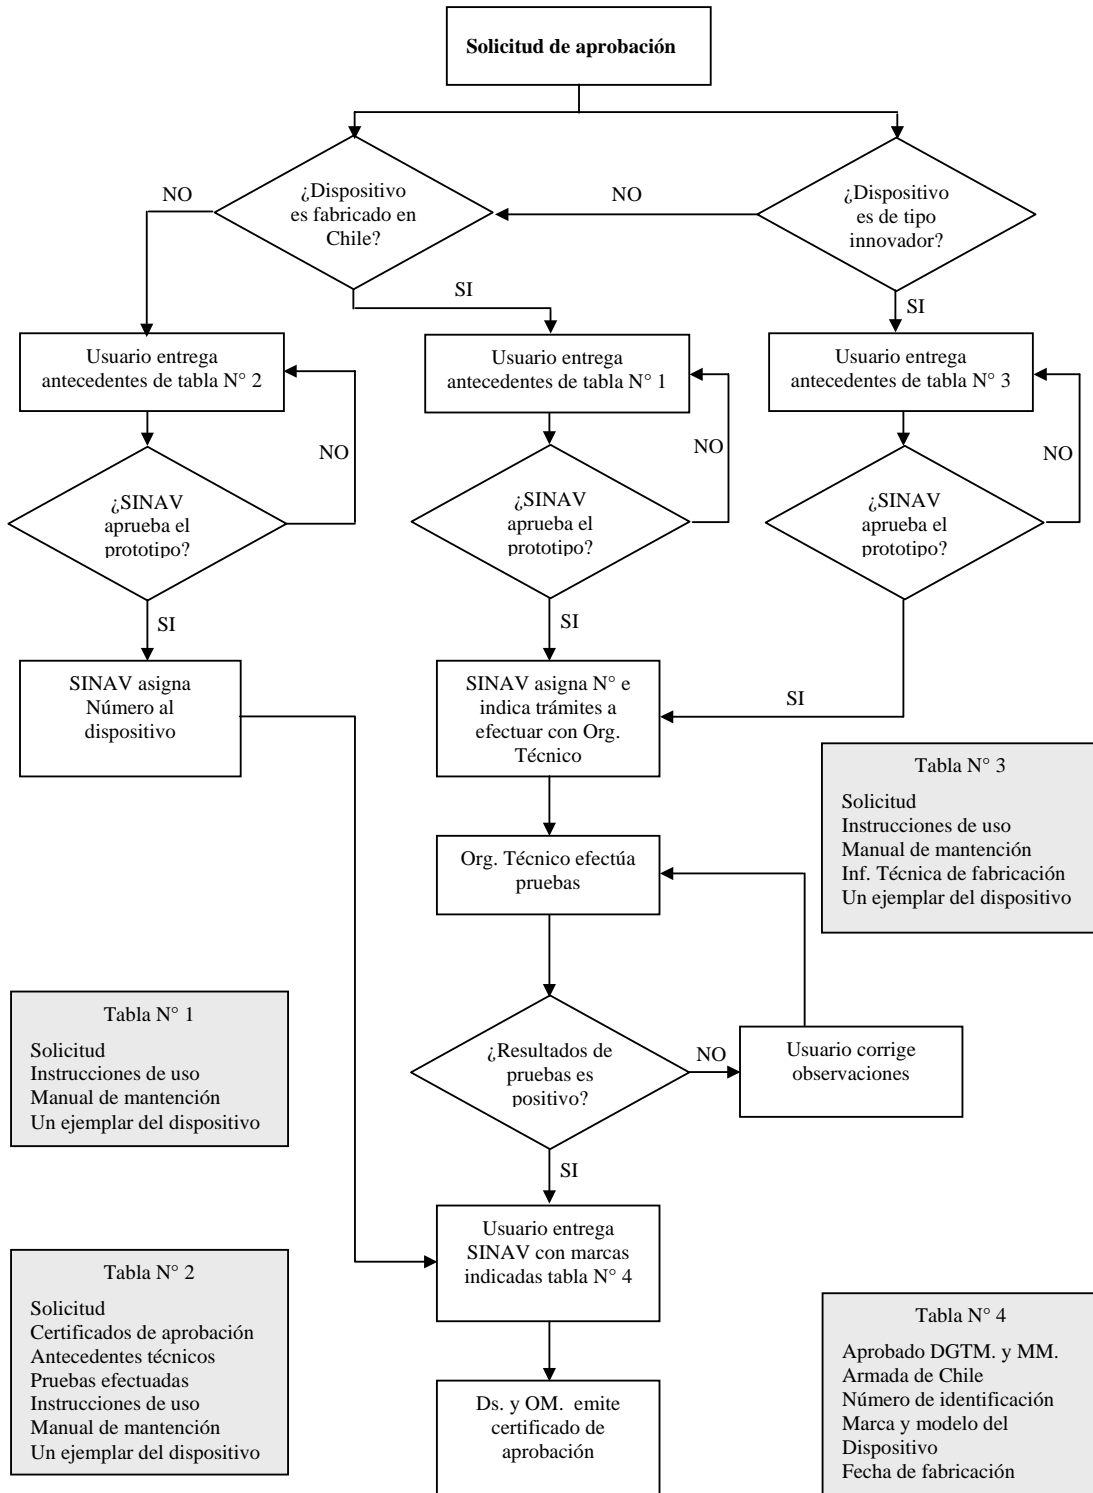 Solicitud de aprobación
¿Dispositivo
es fabricado en
Chile?
¿Dispositivo
es de tipo
innovador?
NO
NO
SI
SI
Usuario entrega
antecedentes de tabla N° 2
Usuario entrega
antecedentes de tabla N° 1
Usuario entrega
antecedentes de tabla N° 3
NO
NO
NO
¿SINAV
aprueba el
prototipo?
¿SINAV
aprueba el
prototipo?
¿SINAV
aprueba el
prototipo?
SI
SI
SI
SINAV asigna
Número al
dispositivo
SINAV asigna N° e
indica trámites a
efectuar con Org.
Técnico
Tabla N° 3
Solicitud
Instrucciones de uso
Manual de mantención
Inf. Técnica de fabricación
Un ejemplar del dispositivo
Org. Técnico efectúa
pruebas
Tabla N° 1
Solicitud
Instrucciones de uso
Manual de mantención
Un ejemplar del dispositivo
¿Resultados de
pruebas es
positivo?
NO
Usuario corrige
observaciones
SI
Usuario entrega
SINAV con marcas
indicadas tabla N° 4
Tabla N° 2
Solicitud
Certificados de aprobación
Antecedentes técnicos
Pruebas efectuadas
Instrucciones de uso
Manual de mantención
Un ejemplar del dispositivo
Ds. y OM. emite
certificado de
aprobación
Tabla N° 4
Aprobado DGTM. y MM.
Armada de Chile
Número de identificación
Marca y modelo del
Dispositivo
Fecha de fabricación